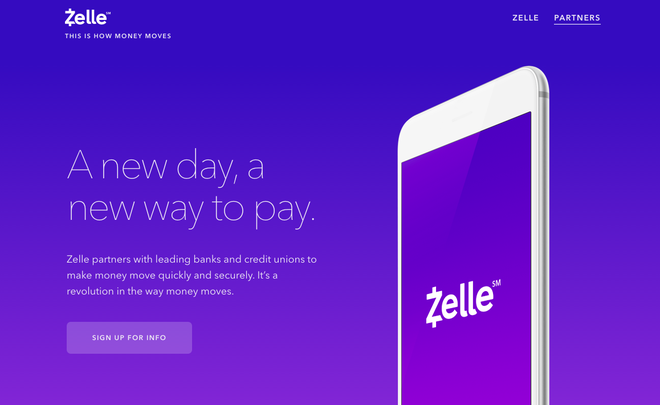 Zelle℠
THIS IS HOW MONEY MOVES
ZELLE
PARTNERS
A new day, a
new way to pay.
Zelle partners with leading banks and credit unions to
make money move quickly and securely. It's a
revolution in the way money moves.
SIGN UP FOR INFO
Zelle℠